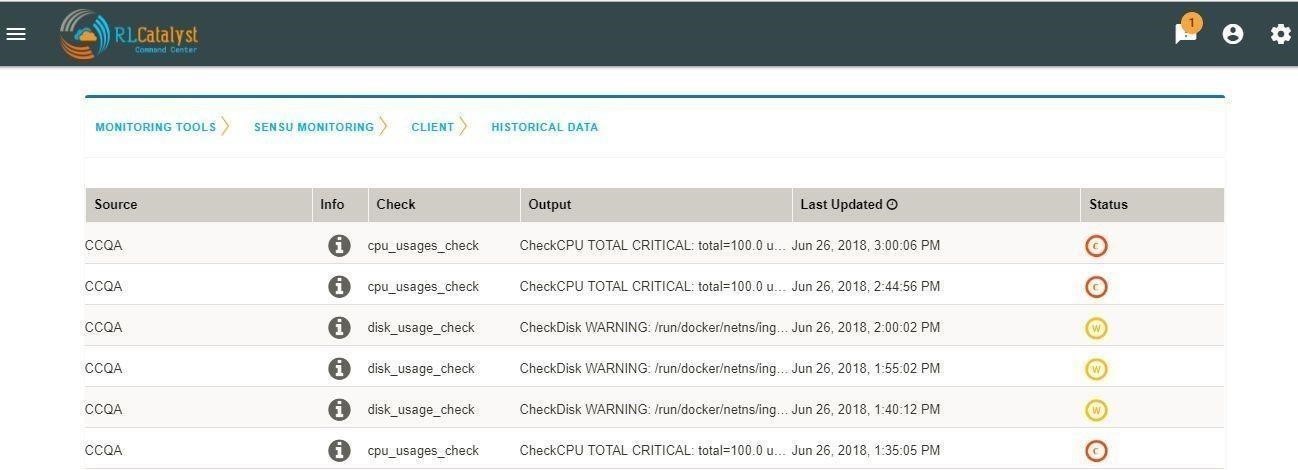 RLCatalyst
Command Center
1
MONITORING TOOLS SENSU MONITORING CLIENT HISTORICAL DATA
Source Info Check Output Last Updated Status
CCQA i cpu_usages_check CheckCPU TOTAL CRITICAL: total=100.0 u... Jun 26, 2018, 3:00:06 PM C
CCQA i cpu_usages_check CheckCPU TOTAL CRITICAL: total=100.0 u... Jun 26, 2018, 2:44:56 PM C
CCQA i disk_usage_check CheckDisk WARNING: /run/docker/netns/ing... Jun 26, 2018, 2:00:02 PM W
CCQA i disk_usage_check CheckDisk WARNING: /run/docker/netns/ing... Jun 26, 2018, 1:55:02 PM W
CCQA i disk_usage_check CheckDisk WARNING: /run/docker/netns/ing... Jun 26, 2018, 1:40:12 PM W
CCQA i cpu_usages_check CheckCPU TOTAL CRITICAL: total=100.0 u... Jun 26, 2018, 1:35:05 PM C